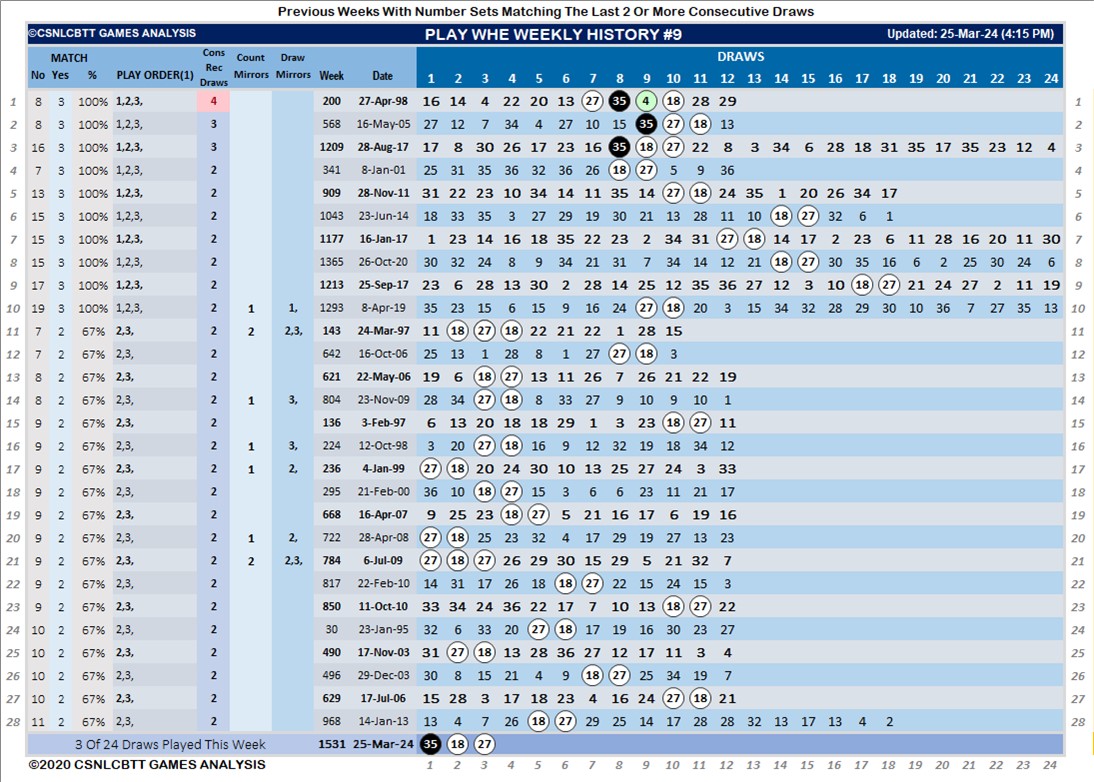 Previous Weeks With Number Sets Matching The Last 2 Or More Consecutive Draws
©CSNLCBTT GAMES ANALYSIS PLAY WHE WEEKLY HISTORY #9 Updated: 25-Mar-24 (4:15 PM)
MATCH Cons Count Draw DRAWS
No Yes % PLAY ORDER(1) Rec Draws Mirrors Mirrors Week Date 1 2 3 4 5 6 7 8 9 10 11 12 13 14 15 16 17 18 19 20 21 22 23 24
1 8 3 100% 1,2,3, 4 200 27-Apr-98 16 14 4 22 20 13 27 35 4 18 28 29 1
2 8 3 100% 1,2,3, 3 568 16-May-05 27 12 7 34 4 27 10 15 35 27 18 13 2
3 16 3 100% 1,2,3, 3 1209 28-Aug-17 17 8 30 26 17 23 16 35 18 27 22 8 3 34 6 28 18 31 35 17 35 23 12 4 3
4 7 3 100% 1,2,3, 2 341 8-Jan-01 25 31 35 36 32 36 26 18 27 5 9 36 4
5 13 3 100% 1,2,3, 2 909 28-Nov-11 31 22 23 10 34 14 11 35 14 27 18 24 35 1 20 26 34 17 5
6 15 3 100% 1,2,3, 2 1043 23-Jun-14 18 33 35 3 27 29 19 30 21 13 28 11 10 18 27 32 6 1 6
7 15 3 100% 1,2,3, 2 1177 16-Jan-17 1 23 14 16 18 35 22 23 2 34 31 27 18 14 17 2 23 6 11 28 16 20 11 30 7
8 15 3 100% 1,2,3, 2 1365 26-Oct-20 30 32 24 8 9 34 21 31 7 34 14 12 21 18 27 30 35 16 6 2 25 30 24 6 8
9 17 3 100% 1,2,3, 2 1213 25-Sep-17 23 6 28 13 30 2 28 14 25 12 35 36 27 12 3 10 18 27 21 24 27 2 11 19 9
10 19 3 100% 1,2,3, 2 1 1, 1293 8-Apr-19 35 23 15 6 15 9 16 24 27 18 20 3 15 34 32 28 29 30 10 36 7 27 35 13 10
11 7 2 67% 2,3, 2 2 2,3, 143 24-Mar-97 11 18 27 18 22 21 22 1 28 15 11
12 7 2 67% 2,3, 2 642 16-Oct-06 25 13 1 28 8 1 27 27 18 3 12
13 8 2 67% 2,3, 2 621 22-May-06 19 6 18 27 13 11 26 7 26 21 22 19 13
14 8 2 67% 2,3, 2 1 3, 804 23-Nov-09 28 34 27 18 8 33 27 9 10 9 10 1 14
15 9 2 67% 2,3, 2 136 3-Feb-97 6 13 20 18 18 29 1 3 23 18 27 11 15
16 9 2 67% 2,3, 2 1 3, 224 12-Oct-98 3 20 27 18 16 9 12 32 19 18 34 12 16
17 9 2 67% 2,3, 2 1 2, 236 4-Jan-99 27 18 20 24 30 10 13 25 27 24 3 33 17
18 9 2 67% 2,3, 2 295 21-Feb-00 36 10 18 27 15 3 6 6 23 11 21 17 18
19 9 2 67% 2,3, 2 668 16-Apr-07 9 25 23 18 27 5 21 16 17 6 19 16 19
20 9 2 67% 2,3, 2 1 2, 722 28-Apr-08 27 18 25 23 32 4 17 29 19 27 13 23 20
21 9 2 67% 2,3, 2 2 2,3, 784 6-Jul-09 27 18 27 26 29 30 15 29 5 21 32 7 21
22 9 2 67% 2,3, 2 817 22-Feb-10 14 31 17 26 18 18 27 22 15 24 15 3 22
23 9 2 67% 2,3, 2 850 11-Oct-10 33 34 24 36 22 17 7 10 13 18 27 22 23
24 10 2 67% 2,3, 2 30 23-Jan-95 32 6 33 20 27 18 17 19 16 30 23 27 24
25 10 2 67% 2,3, 2 490 17-Nov-03 31 27 18 13 28 36 27 12 17 11 3 4 25
26 10 2 67% 2,3, 2 496 29-Dec-03 30 8 15 21 4 9 18 27 25 34 19 7 26
27 10 2 67% 2,3, 2 629 17-Jul-06 15 28 3 17 18 23 4 16 24 27 18 21 27
28 11 2 67% 2,3, 2 968 14-Jan-13 13 4 7 26 18 27 29 25 14 17 28 28 32 13 17 13 4 2 28
3 Of 24 Draws Played This Week 1531 25-Mar-24 35 18 27
©2020 CSNLCBTT GAMES ANALYSIS 1 2 3 4 5 6 7 8 9 10 11 12 13 14 15 16 17 18 19 20 21 22 23 24